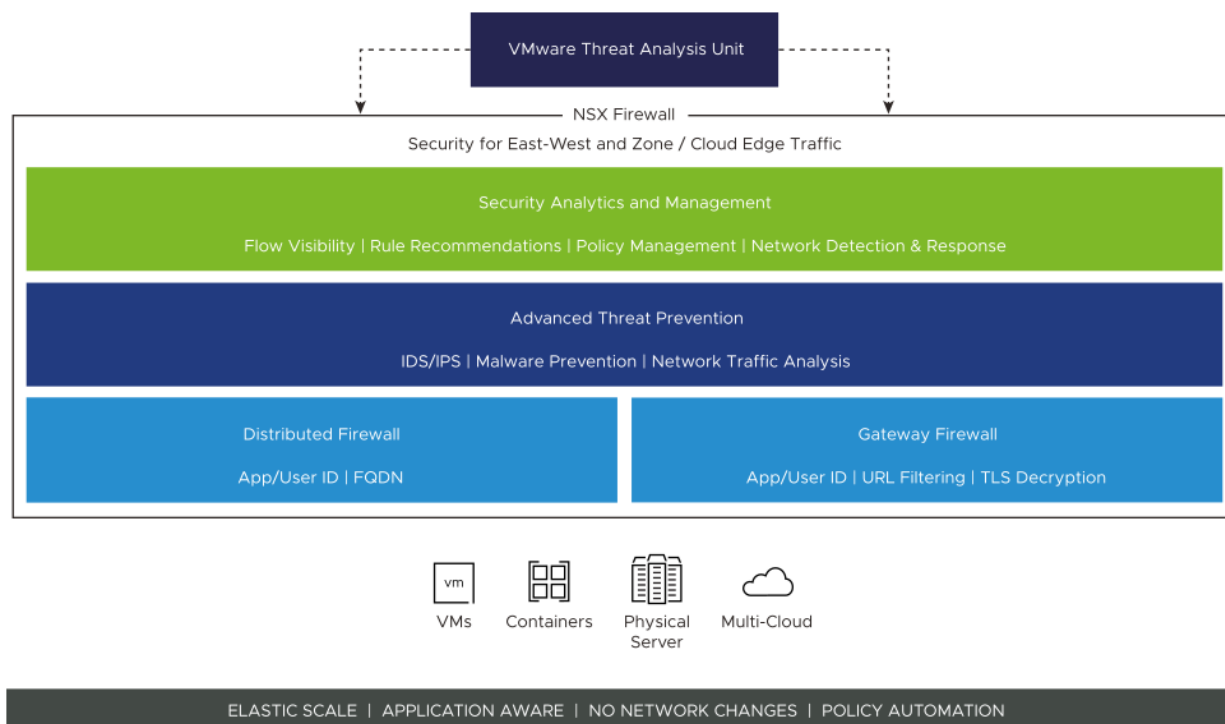 VMware Threat Analysis Unit
NSX Firewall
Security for East-West and Zone / Cloud Edge Traffic
Security Analytics and Management
Flow Visibility | Rule Recommendations | Policy Management | Network Detection & Response
Advanced Threat Prevention
IDS/IPS | Malware Prevention | Network Traffic Analysis
Distributed Firewall
App/User ID | FQDN
Gateway Firewall
App/User ID | URL Filtering | TLS Decryption
vm
VMs
Containers
Physical
Server
Multi-Cloud
ELASTIC SCALE | APPLICATION AWARE | NO NETWORK CHANGES | POLICY AUTOMATION